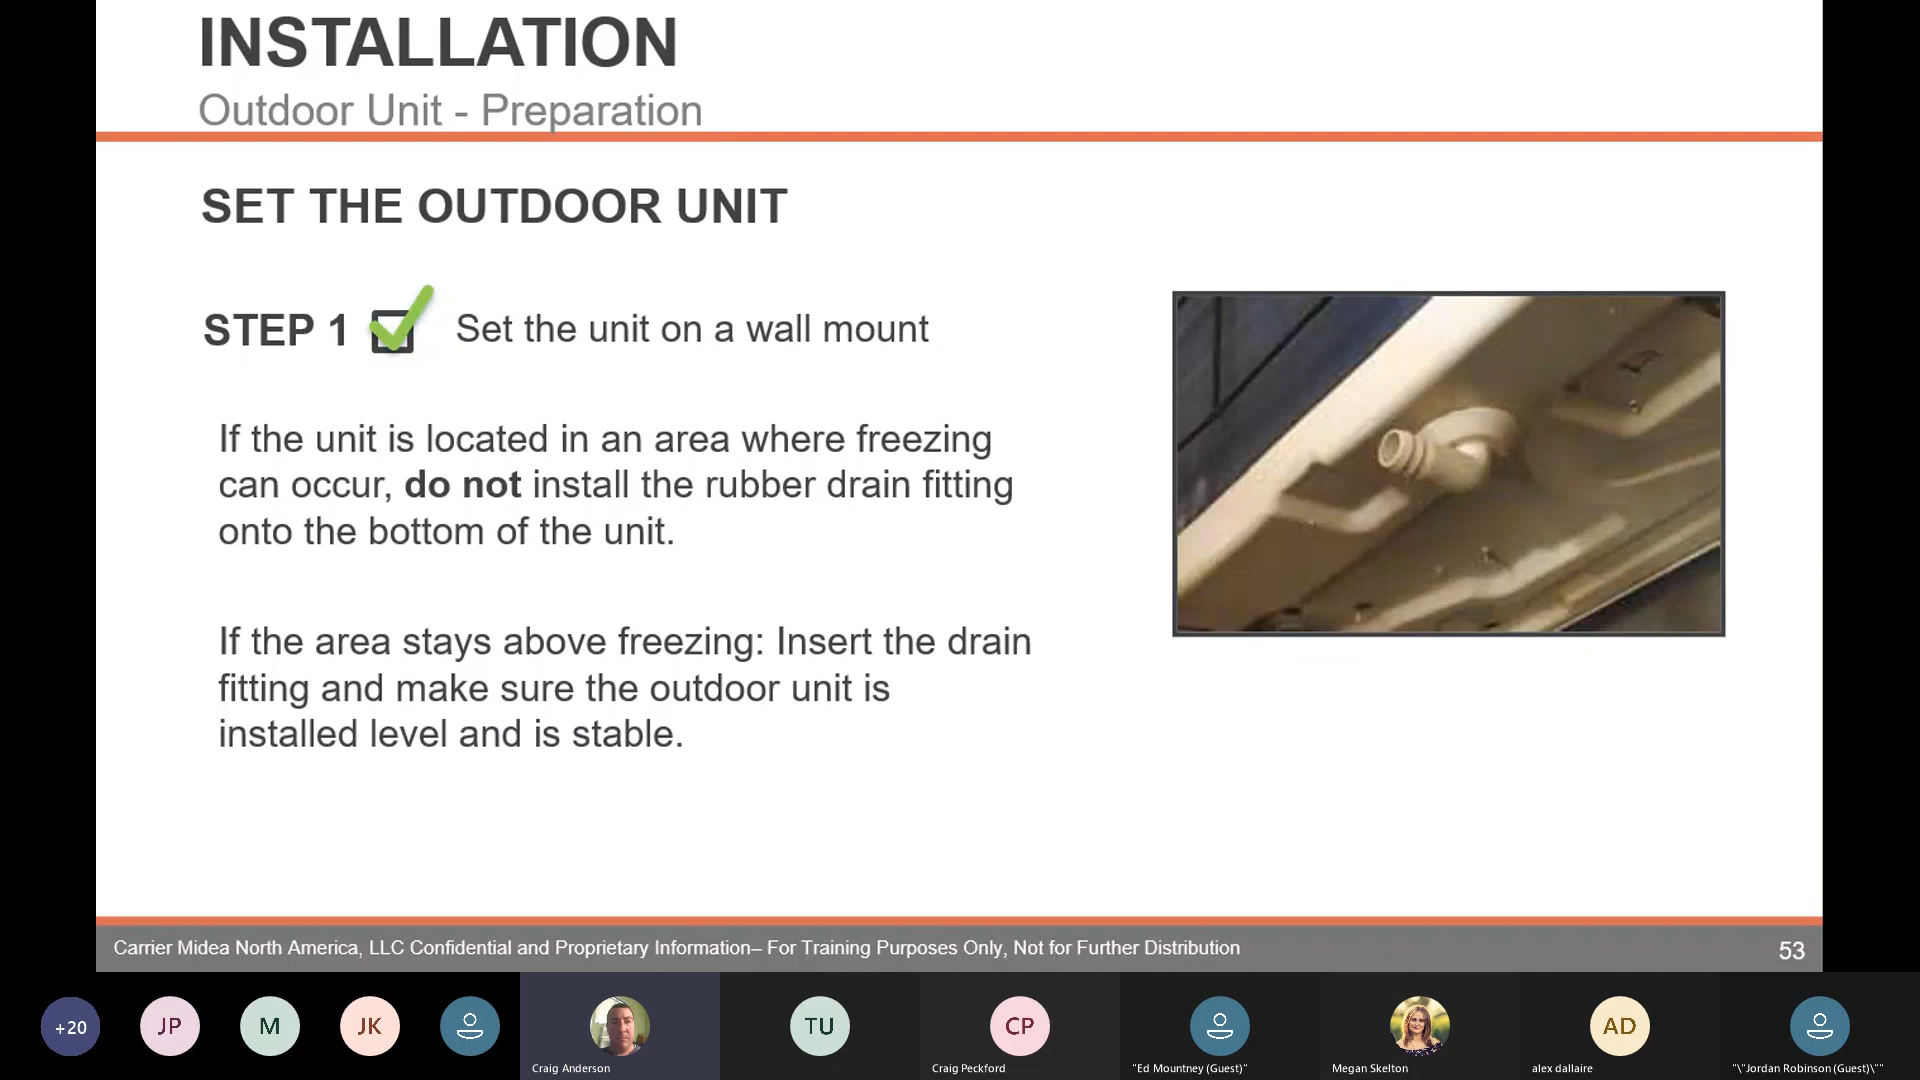 INSTALLATION
Outdoor Unit - Preparation
SET THE OUTDOOR UNIT
STEP 1 Set the unit on a wall mount
If the unit is located in an area where freezing
can occur, do not install the rubber drain fitting
onto the bottom of the unit.
If the area stays above freezing: Insert the drain
fitting and make sure the outdoor unit is
installed level and is stable.
Carrier Midea North America, LLC Confidential and Proprietary Information– For Training Purposes Only, Not for Further Distribution
53
+20
JP
M
JK
TU
CP
AD
Craig Anderson
Craig Peckford
"Ed Mountney (Guest)"
Megan Skelton
alex dallaire
"\"Jordan Robinson (Guest)\""